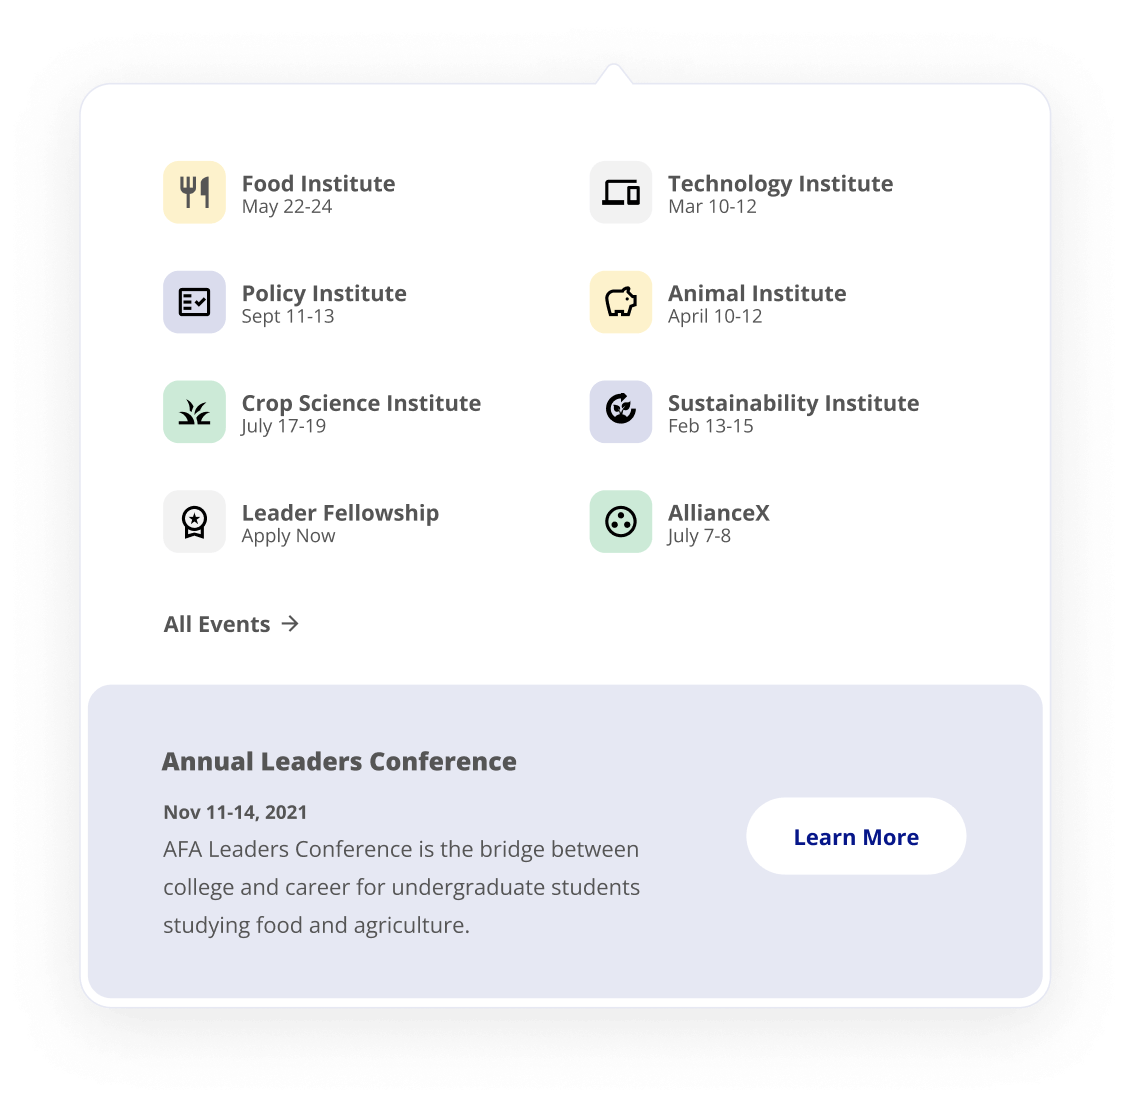 Food Institute
May 22-24
Technology Institute
Mar 10-12
Policy Institute
Sept 11-13
Animal Institute
April 10-12
Crop Science Institute
July 17-19
Sustainability Institute
Feb 13-15
Leader Fellowship
Apply Now
AllianceX
July 7-8
All Events
Annual Leaders Conference
Nov 11-14, 2021
AFA Leaders Conference is the bridge between
college and career for undergraduate students
studying food and agriculture.
Learn More